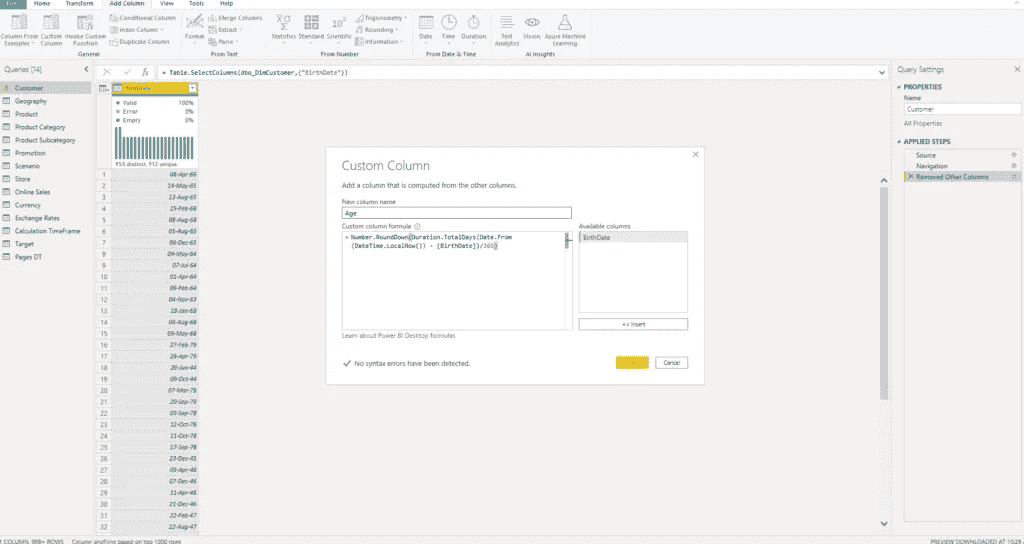 Home Transform Add Column View Tools Help
Column From Examples
Custom Column
Invoke Custom Function
Conditional Column
Index Column
Duplicate Column
General
Format
Merge Columns
Extract
Parse
From Text
Statistics
Standard
Scientific
10²
Trigonometry
Rounding
Information
From Number
Date
Time
Duration
From Date & Time
Text Analytics
Vision
Azure Machine Learning
AI Insights
Queries [14]
Customer
Geography
Product
Product Category
Product Subcategory
Promotion
Scenario
Store
Online Sales
Currency
Exchange Rates
Calculation TimeFrame
Target
Pages DT
fx
= Table.SelectColumns(dbo_DimCustomer,{"BirthDate"})
BirthDate
Valid 100%
Error 0%
Empty 0%
955 distinct, 912 unique
1 08-Apr-66
2 14-May-65
3 12-Aug-65
4 15-Feb-68
5 08-Aug-68
6 05-Aug-65
7 06-Dec-65
8 09-May-64
9 07-Jul-64
10 01-Apr-64
11 06-Feb-64
12 04-Nov-63
13 18-Jan-68
14 06-Aug-68
15 09-May-68
16 27-Feb-79
17 28-Apr-79
18 26-Jun-44
19 09-Oct-44
20 07-Mar-78
21 20-Sep-78
22 03-Sep-78
23 12-Oct-78
24 11-Oct-78
25 17-Sep-78
26 23-Dec-45
27 03-Apr-46
28 07-Dec-46
29 11-Apr-46
30 21-Dec-46
31 22-Feb-47
32 22-Aug-47
Custom Column
Add a column that is computed from the other columns.
New column name
Age
Custom column formula
= Number.RoundDown(Duration.TotalDays(Date.From
(DateTime.LocalNow()) - [BirthDate])/365)
Available columns
BirthDate
<< Insert
Learn about Power BI Desktop formulas
No syntax errors have been detected.
Cancel
Query Settings
PROPERTIES
Name
Customer
All Properties
APPLIED STEPS
Source
Navigation
Removed Other Columns
1 COLUMN, 999+ ROWS Column profiling based on top 1000 rows
PREVIEW DOWNLOADED AT